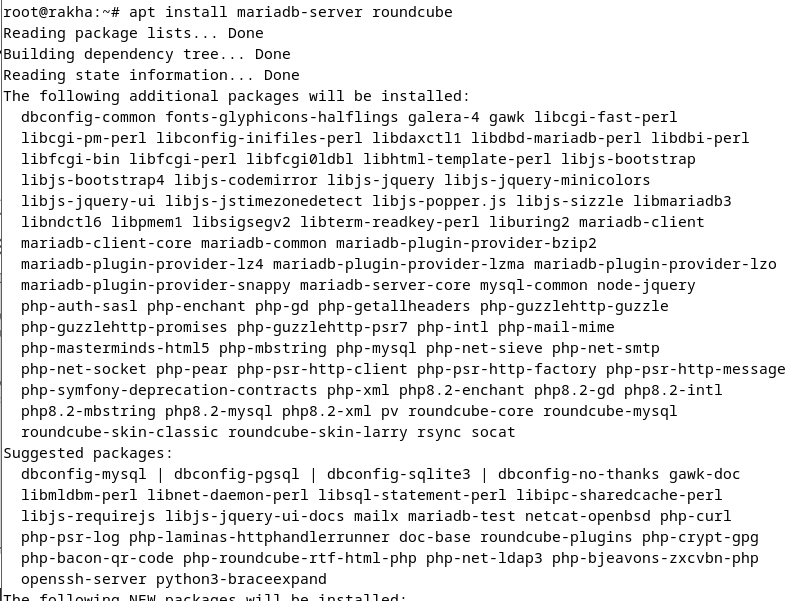 root@rakha:~# apt install mariadb-server roundcube
Reading package lists... Done
Building dependency tree... Done
Reading state information... Done
The following additional packages will be installed:
  dbconfig-common fonts-glyphicons-halflings galera-4 gawk libcgi-fast-perl
  libcgi-pm-perl libconfig-inifiles-perl libdaxctl1 libdbd-mariadb-perl libdbi-perl
  libfcgi-bin libfcgi-perl libfcgi0ldbl libhtml-template-perl libjs-bootstrap
  libjs-bootstrap4 libjs-codemirror libjs-jquery libjs-jquery-minicolors
  libjs-jquery-ui libjs-jstimezonedetect libjs-popper.js libjs-sizzle libmariadb3
  libndctl6 libpmem1 libsigsegv2 libterm-readkey-perl liburing2 mariadb-client
  mariadb-client-core mariadb-common mariadb-plugin-provider-bzip2
  mariadb-plugin-provider-lz4 mariadb-plugin-provider-lzma mariadb-plugin-provider-lzo
  mariadb-plugin-provider-snappy mariadb-server-core mysql-common node-jquery
  php-auth-sasl php-enchant php-gd php-getallheaders php-guzzlehttp-guzzle
  php-guzzlehttp-promises php-guzzlehttp-psr7 php-intl php-mail-mime
  php-masterminds-html5 php-mbstring php-mysql php-net-sieve php-net-smtp
  php-net-socket php-pear php-psr-http-client php-psr-http-factory php-psr-http-message
  php-symfony-deprecation-contracts php-xml php8.2-enchant php8.2-gd php8.2-intl
  php8.2-mbstring php8.2-mysql php8.2-xml pv roundcube-core roundcube-mysql
  roundcube-skin-classic roundcube-skin-larry rsync socat
Suggested packages:
  dbconfig-mysql | dbconfig-pgsql | dbconfig-sqlite3 | dbconfig-no-thanks gawk-doc
  libmldbm-perl libnet-daemon-perl libsql-statement-perl libipc-sharedcache-perl
  libjs-requirejs libjs-jquery-ui-docs mailx mariadb-test netcat-openbsd php-curl
  php-psr-log php-laminas-httphandlerrunner doc-base roundcube-plugins php-crypt-gpg
  php-bacon-qr-code php-roundcube-rtf-html-php php-net-ldap3 php-bjeavons-zxcvbn-php
  openssh-server python3-braceexpand
The following NEW packages will be installed: